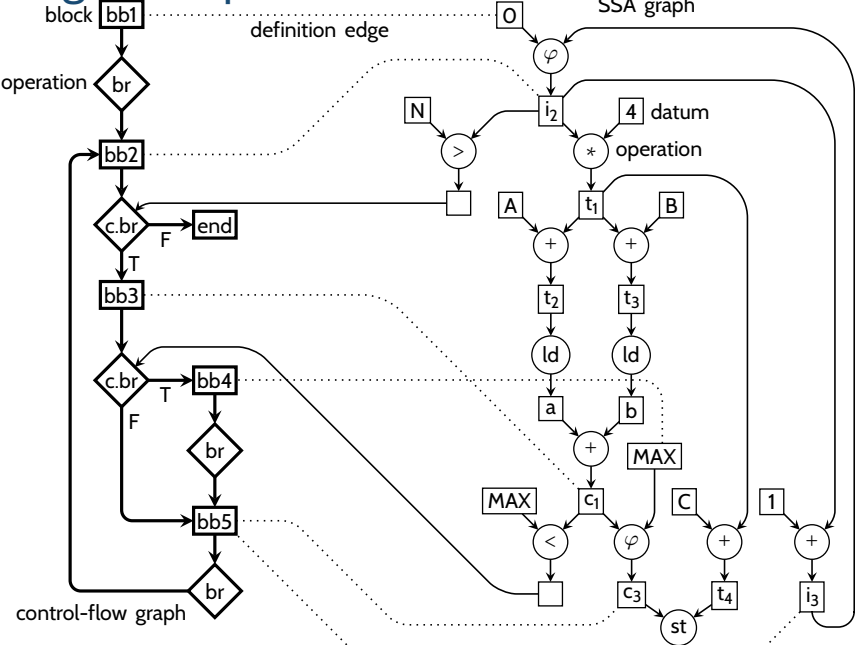 block
bb1
definition edge
0
SSA graph
φ
operation
br
N
i2
4
datum
>
*
operation
bb2
A
t1
B
c.br
F
end
T
+
+
bb3
t2
t3
ld
ld
c.br
T
bb4
F
a
b
br
+
MAX
MAX
c1
C
1
bb5
<
φ
+
+
br
c3
t4
i3
control-flow graph
st